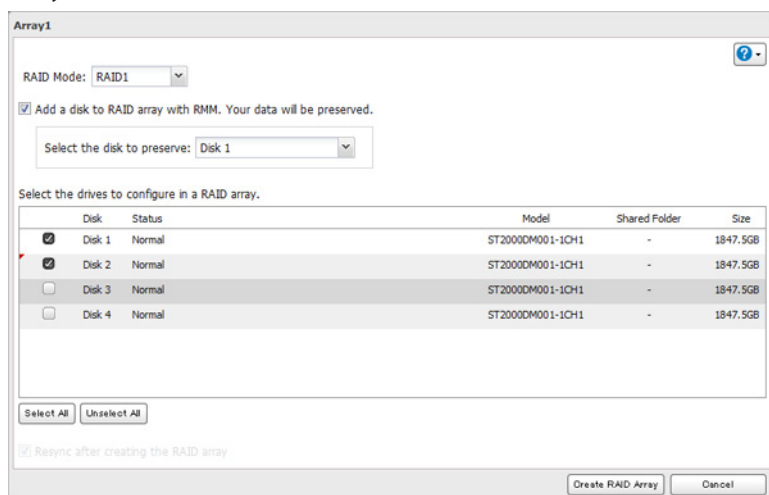 Array1
RAID Mode: RAID1
Add a disk to RAID array with RMM. Your data will be preserved.
Select the disk to preserve: Disk 1
Select the drives to configure in a RAID array.
Disk Status Model Shared Folder Size
Disk 1 Normal ST2000DM001-1CH1 - 1847.5GB
Disk 2 Normal ST2000DM001-1CH1 - 1847.5GB
Disk 3 Normal ST2000DM001-1CH1 - 1847.5GB
Disk 4 Normal ST2000DM001-1CH1 - 1847.5GB
Select All Unselect All
Resync after creating the RAID array
Create RAID Array Cancel